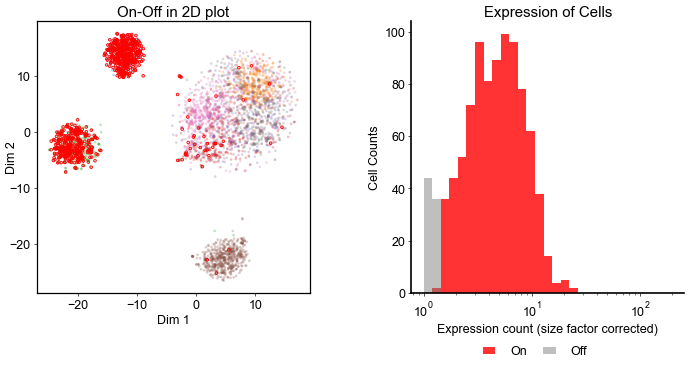 On-Off in 2D plot
Dim 2
10
0
−10
−20
−20
−10
0
10
Dim 1
Expression of Cells
Cell Counts
100
80
60
40
20
0
10^0
10^1
10^2
Expression count (size factor corrected)
On
Off